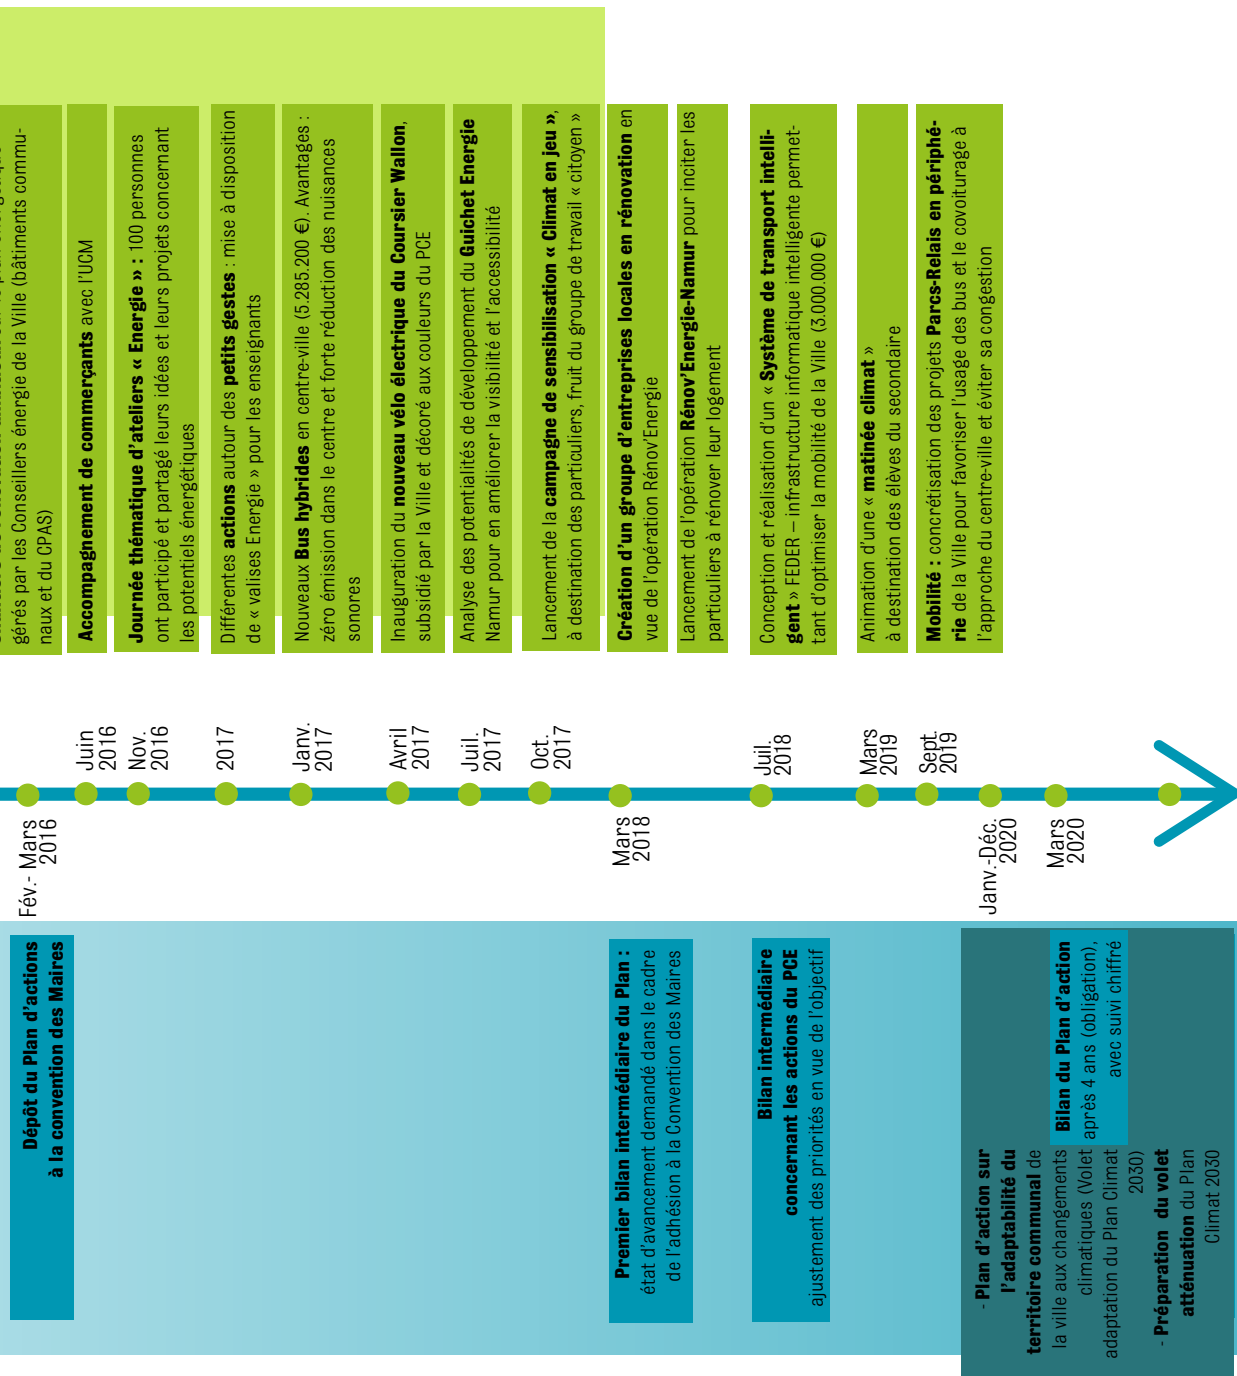 gérés par les Conseillers énergie de la Ville (bâtiments commu-
naux et du CPAS)
Accompagnement de commerçants avec l'UCM
Journée thématique d'ateliers « Energie » : 100 personnes
ont participé et partagé leurs idées et leurs projets concernant
les potentiels énergétiques
Différentes actions autour des petits gestes : mise à disposition
de « valises Energie » pour les enseignants
Nouveaux Bus hybrides en centre-ville (5.285.200 €). Avantages :
zéro émission dans le centre et forte réduction des nuisances
sonores
Inauguration du nouveau vélo électrique du Coursier Wallon,
subsidié par la Ville et décoré aux couleurs du PCE
Analyse des potentialités de développement du Guichet Energie
Namur pour en améliorer la visibilité et l'accessibilité
Lancement de la campagne de sensibilisation « Climat en jeu »,
à destination des particuliers, fruit du groupe de travail « citoyen »
Création d'un groupe d'entreprises locales en rénovation en
vue de l'opération Rénov'Energie
Lancement de l'opération Rénov'Energie-Namur pour inciter les
particuliers à rénover leur logement
Conception et réalisation d'un « Système de transport intelli-
gent » FEDER – infrastructure informatique intelligente permet-
tant d'optimiser la mobilité de la Ville (3.000.000 €)
Animation d'une « matinée climat »
à destination des élèves du secondaire
Mobilité : concrétisation des projets Parcs-Relais en périphé-
rie de la Ville pour favoriser l'usage des bus et le covoiturage à
l'approche du centre-ville et éviter sa congestion
Fév.- Mars
2016
Juin
2016
Nov.
2016
2017
Janv.
2017
Avril
2017
Juil.
2017
Oct.
2017
Mars
2018
Juil.
2018
Mars
2019
Sept.
2019
Janv.-Déc.
2020
Mars
2020
Dépôt du Plan d'actions
à la convention des Maires
Premier bilan intermédiaire du Plan :
état d'avancement demandé dans le cadre
de l'adhésion à la Convention des Maires
Bilan intermédiaire
concernant les actions du PCE
ajustement des priorités en vue de l'objectif
- Plan d'action sur
l'adaptabilité du
territoire communal de
la ville aux changements
climatiques (Volet
adaptation du Plan Climat
2030)
- Préparation du volet
atténuation du Plan
Climat 2030
Bilan du Plan d'action
après 4 ans (obligation),
avec suivi chiffré